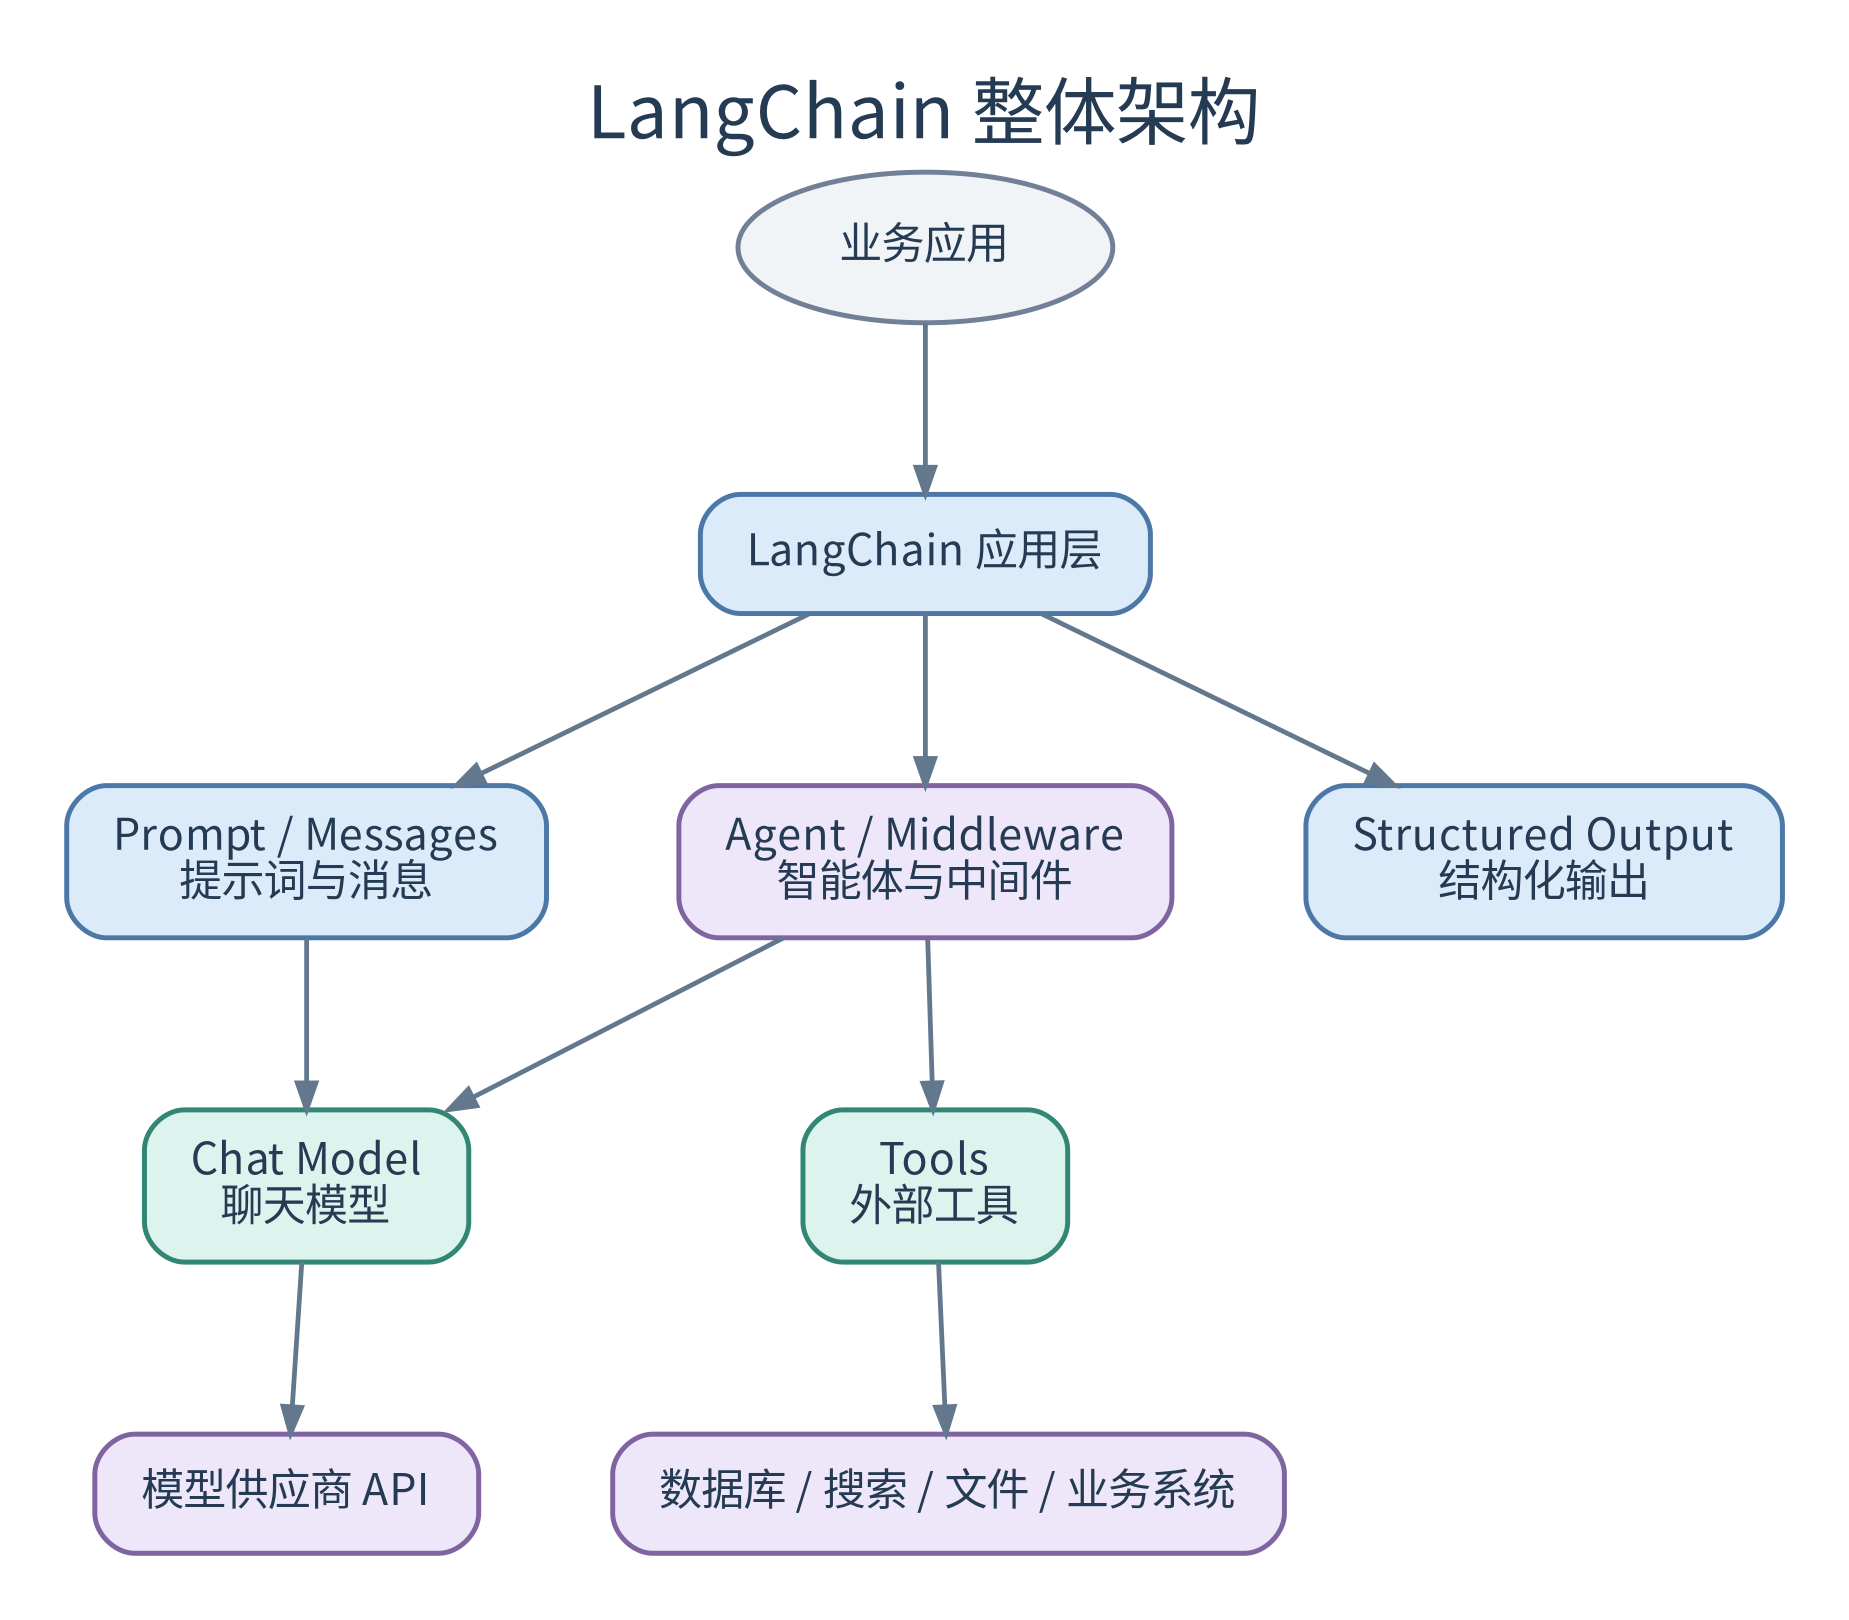 LangChain 整体架构
业务应用
LangChain 应用层
Prompt / Messages
提示词与消息
Agent / Middleware
智能体与中间件
Structured Output
结构化输出
Chat Model
聊天模型
Tools
外部工具
模型供应商 API
数据库 / 搜索 / 文件 / 业务系统